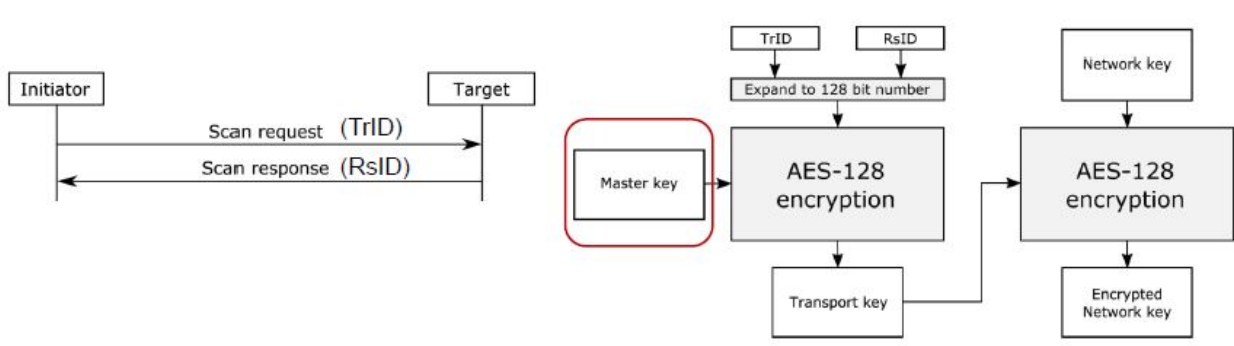 Initiator
Target
Scan request (TrID)
Scan response (RsID)
TrID
RsID
Expand to 128 bit number
Master key
AES-128
encryption
Transport key
Network key
AES-128
encryption
Encrypted
Network key